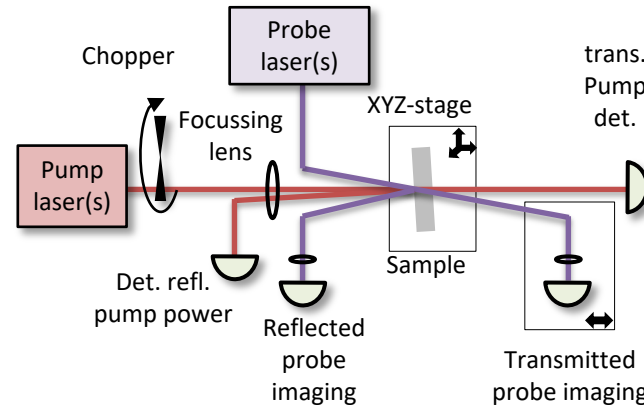 Probe
laser(s)
Chopper
trans.
Pump
det.
XYZ-stage
Focussing
lens
Pump
laser(s)
Sample
Det. refl.
pump power
Reflected
probe
imaging
Transmitted
probe imaging